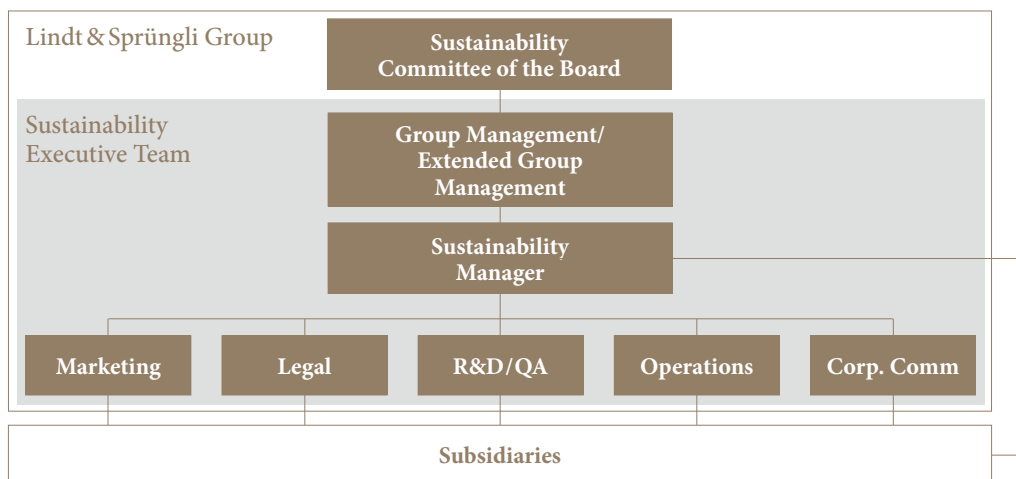 Lindt & Sprüngli Group
Sustainability
Committee of the Board
Sustainability
Executive Team
Group Management/
Extended Group
Management
Sustainability
Manager
Marketing
Legal
R&D/QA
Operations
Corp. Comm
Subsidiaries